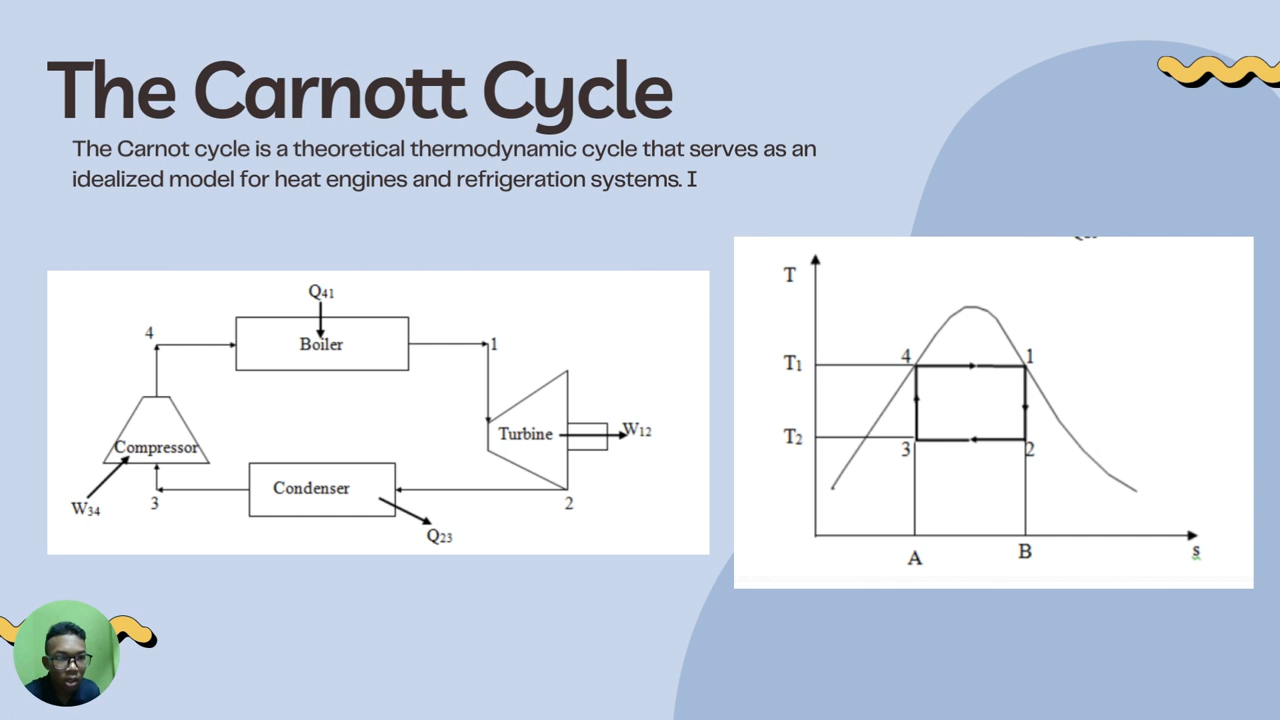 The Carnott Cycle
The Carnot cycle is a theoretical thermodynamic cycle that serves as an
idealized model for heat engines and refrigeration systems. I
Q41
4
Boiler
1
Compressor
Turbine
W12
W34
3
Condenser
2
Q23
T
T1
4
1
T2
3
2
A
B
s